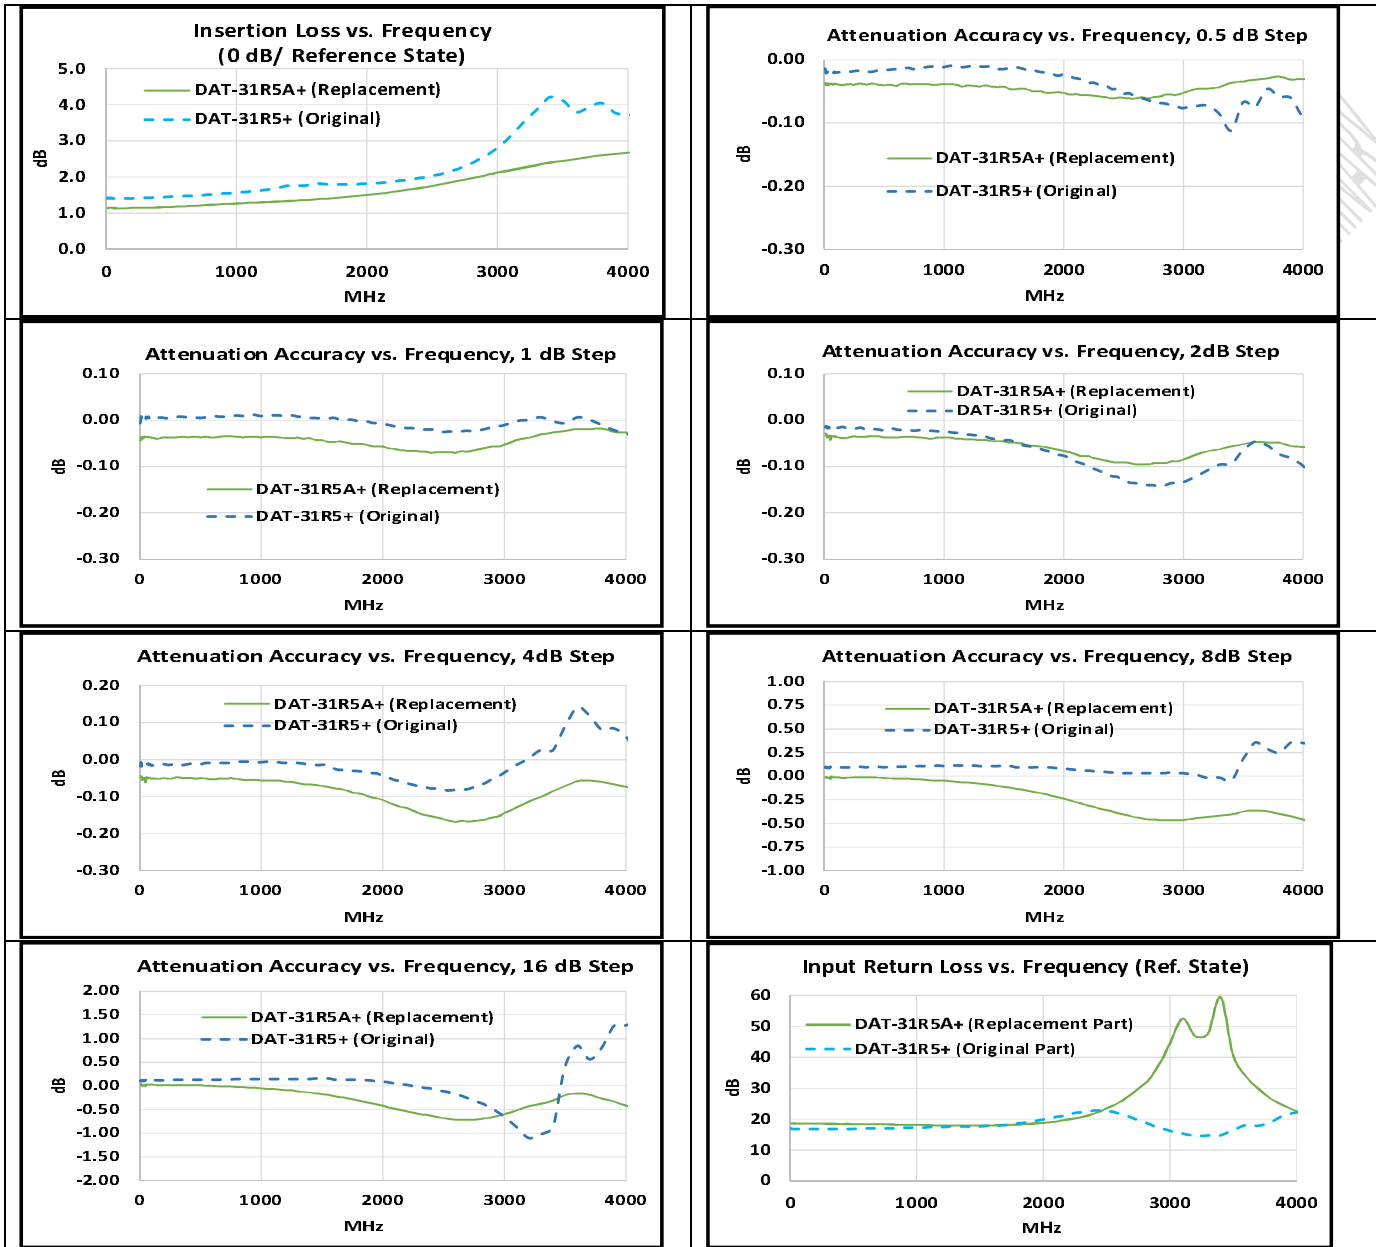 Insertion Loss vs. Frequency
(0 dB/ Reference State)
5.0
4.0
3.0
2.0
1.0
0.0
dB
DAT-31R5A+ (Replacement)
DAT-31R5+ (Original)
0 1000 2000 3000 4000
MHz
Attenuation Accuracy vs. Frequency, 0.5 dB Step
0.00
-0.10
-0.20
-0.30
dB
DAT-31R5A+ (Replacement)
DAT-31R5+ (Original)
0 1000 2000 3000 4000
MHz
Attenuation Accuracy vs. Frequency, 1 dB Step
0.10
0.00
-0.10
-0.20
-0.30
dB
DAT-31R5A+ (Replacement)
DAT-31R5+ (Original)
0 1000 2000 3000 4000
MHz
Attenuation Accuracy vs. Frequency, 2dB Step
0.10
0.00
-0.10
-0.20
-0.30
dB
DAT-31R5A+ (Replacement)
DAT-31R5+ (Original)
0 1000 2000 3000 4000
MHz
Attenuation Accuracy vs. Frequency, 4dB Step
0.20
0.10
0.00
-0.10
-0.20
-0.30
dB
DAT-31R5A+ (Replacement)
DAT-31R5+ (Original)
0 1000 2000 3000 4000
MHz
Attenuation Accuracy vs. Frequency, 8dB Step
1.00
0.75
0.50
0.25
0.00
-0.25
-0.50
-0.75
-1.00
dB
DAT-31R5A+ (Replacement)
DAT-31R5+ (Original)
0 1000 2000 3000 4000
MHz
Attenuation Accuracy vs. Frequency, 16 dB Step
2.00
1.50
1.00
0.50
0.00
-0.50
-1.00
-1.50
-2.00
dB
DAT-31R5A+ (Replacement)
DAT-31R5+ (Original)
0 1000 2000 3000 4000
MHz
Input Return Loss vs. Frequency (Ref. State)
60
50
40
30
20
10
0
dB
DAT-31R5A+ (Replacement Part)
DAT-31R5+ (Original Part)
0 1000 2000 3000 4000
MHz